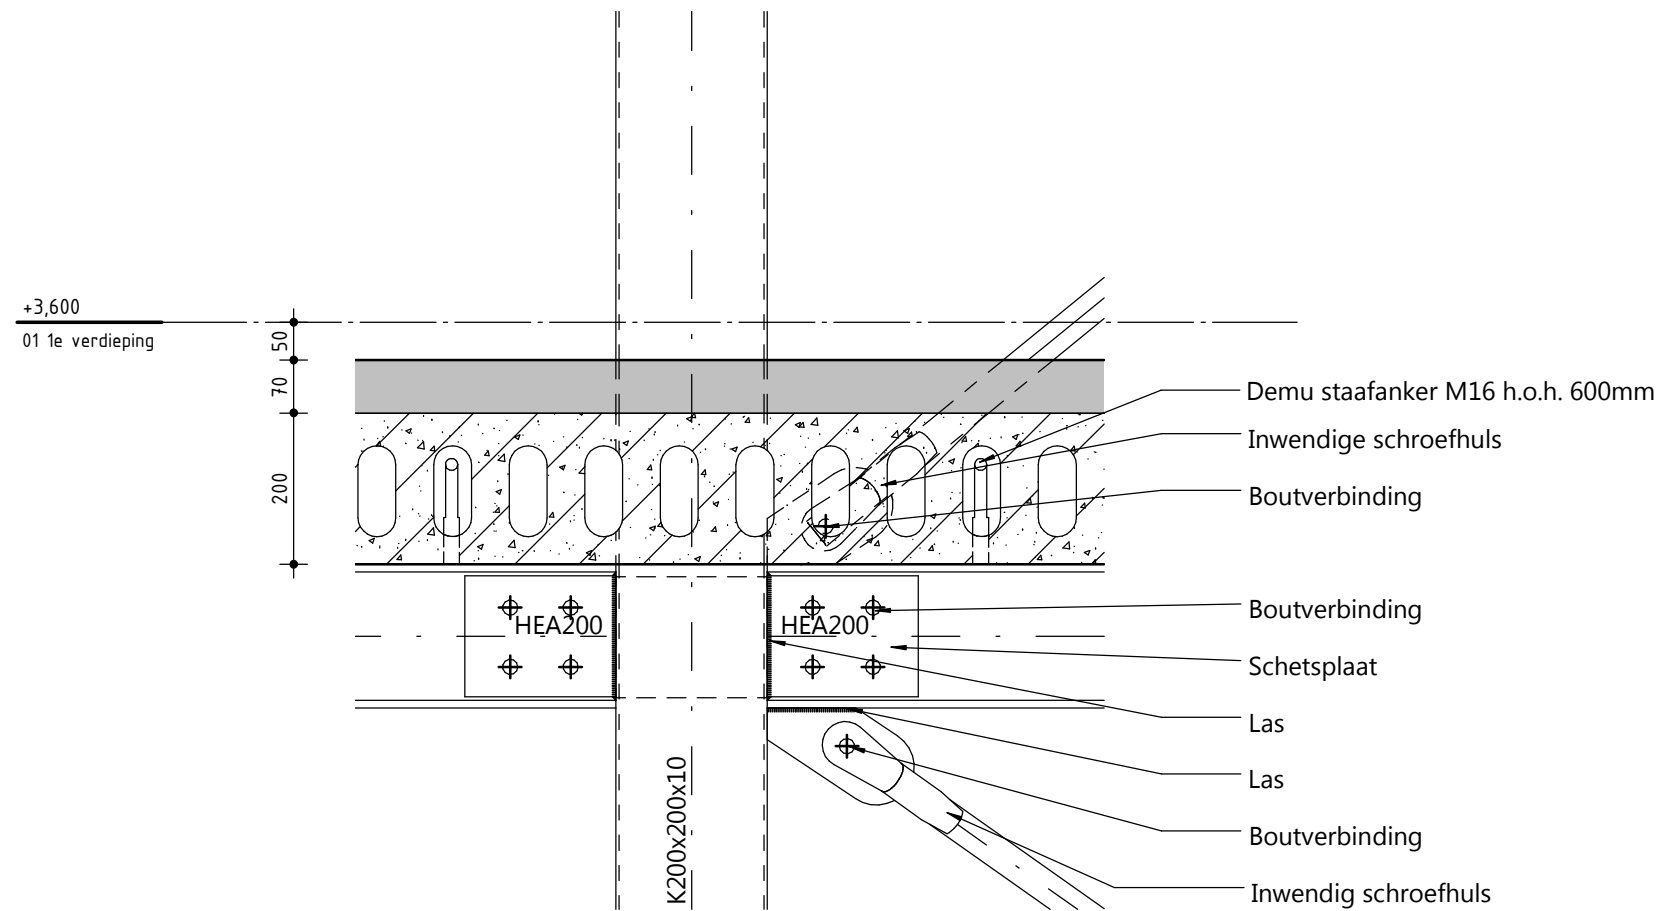 +3,600
01 1e verdieping
50
70
200
Demu staafanker M16 h.o.h. 600mm
Inwendige schroefhuls
Boutverbinding
HEA200
HEA200
Boutverbinding
Schetsplaat
Las
Las
Boutverbinding
Inwendig schroefhuls
K200x200x10